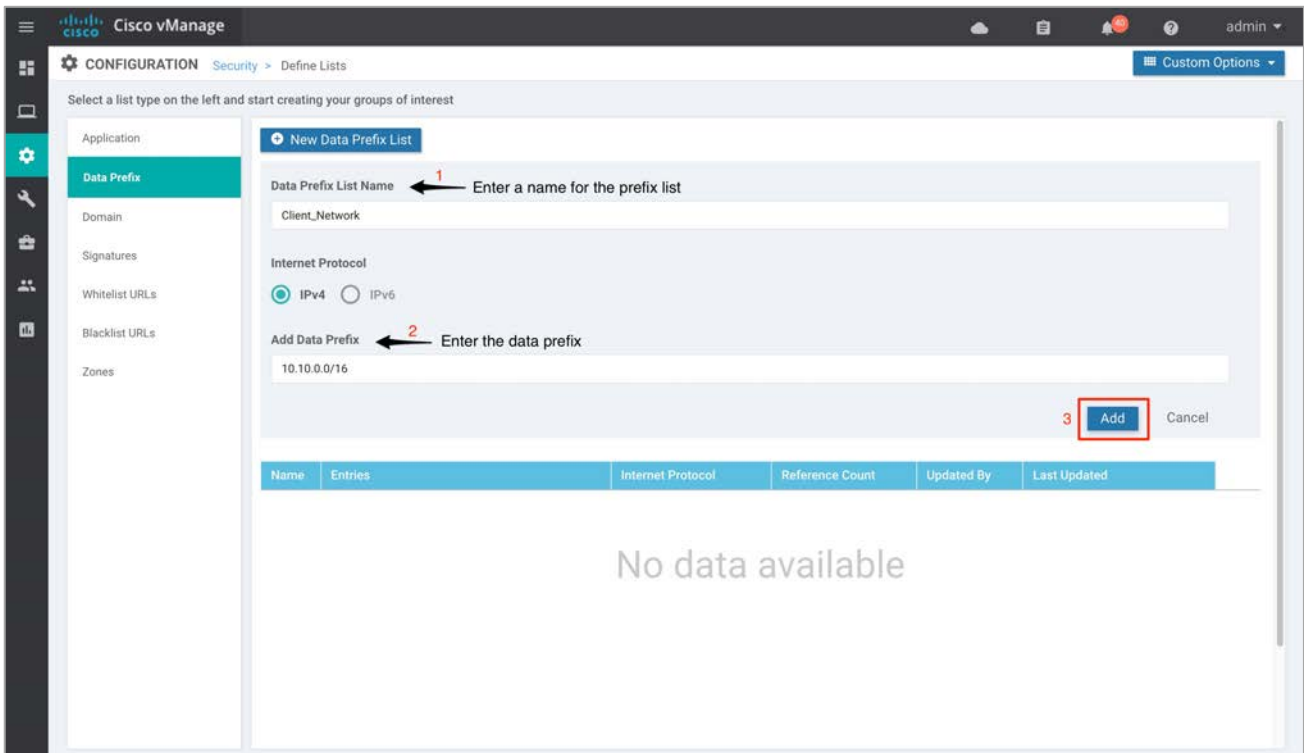 cisco Cisco vManage 40 admin
CONFIGURATION Security > Define Lists Custom Options
Select a list type on the left and start creating your groups of interest
Application
Data Prefix
Domain
Signatures
Whitelist URLs
Blacklist URLs
Zones
New Data Prefix List
Data Prefix List Name 1 Enter a name for the prefix list
Client_Network
Internet Protocol
IPv4 IPv6
Add Data Prefix 2 Enter the data prefix
10.10.0.0/16
3 Add Cancel
Name Entries Internet Protocol Reference Count Updated By Last Updated
No data available